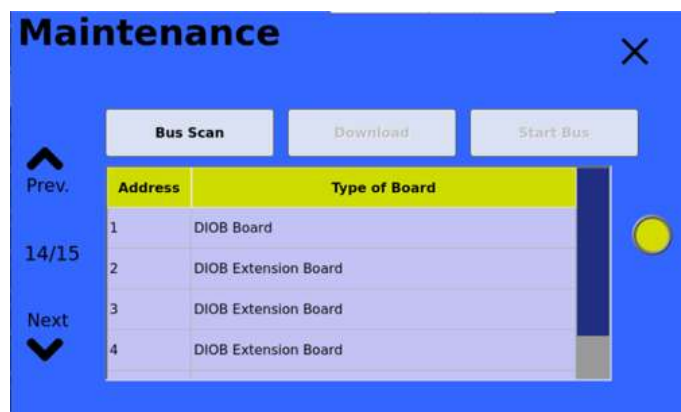 Maintenance
Bus Scan Download Start Bus
Prev.
Address Type of Board
1 DIOB Board
14/15
2 DIOB Extension Board
3 DIOB Extension Board
Next
4 DIOB Extension Board